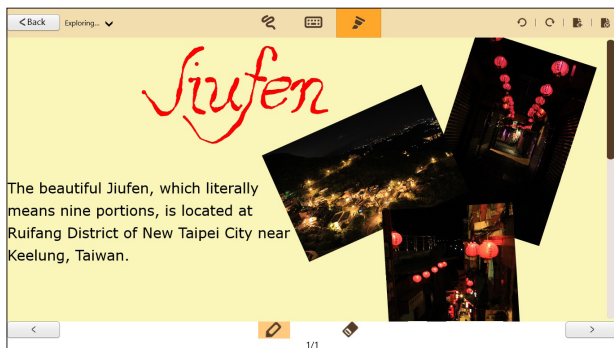 Back
Exploring...
Jiufen
The beautiful Jiufen, which literally
means nine portions, is located at
Ruifang District of New Taipei City near
Keelung, Taiwan.
1/1